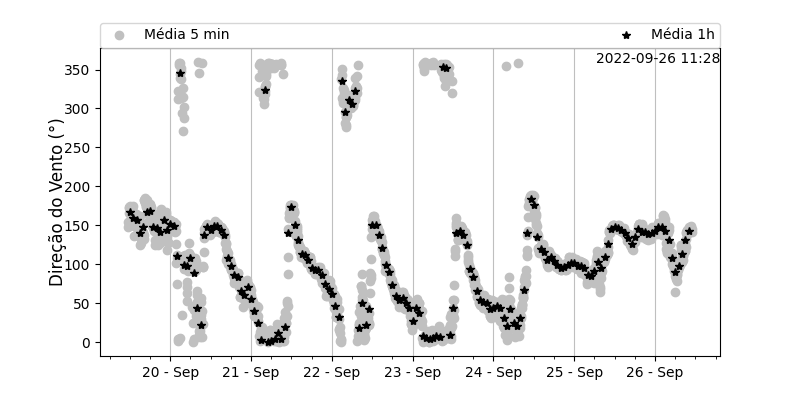 Média 5 min
Média 1h
2022-09-26 11:28
Direção do Vento (°)
350
300
250
200
150
100
50
0
20 - Sep
21 - Sep
22 - Sep
23 - Sep
24 - Sep
25 - Sep
26 - Sep